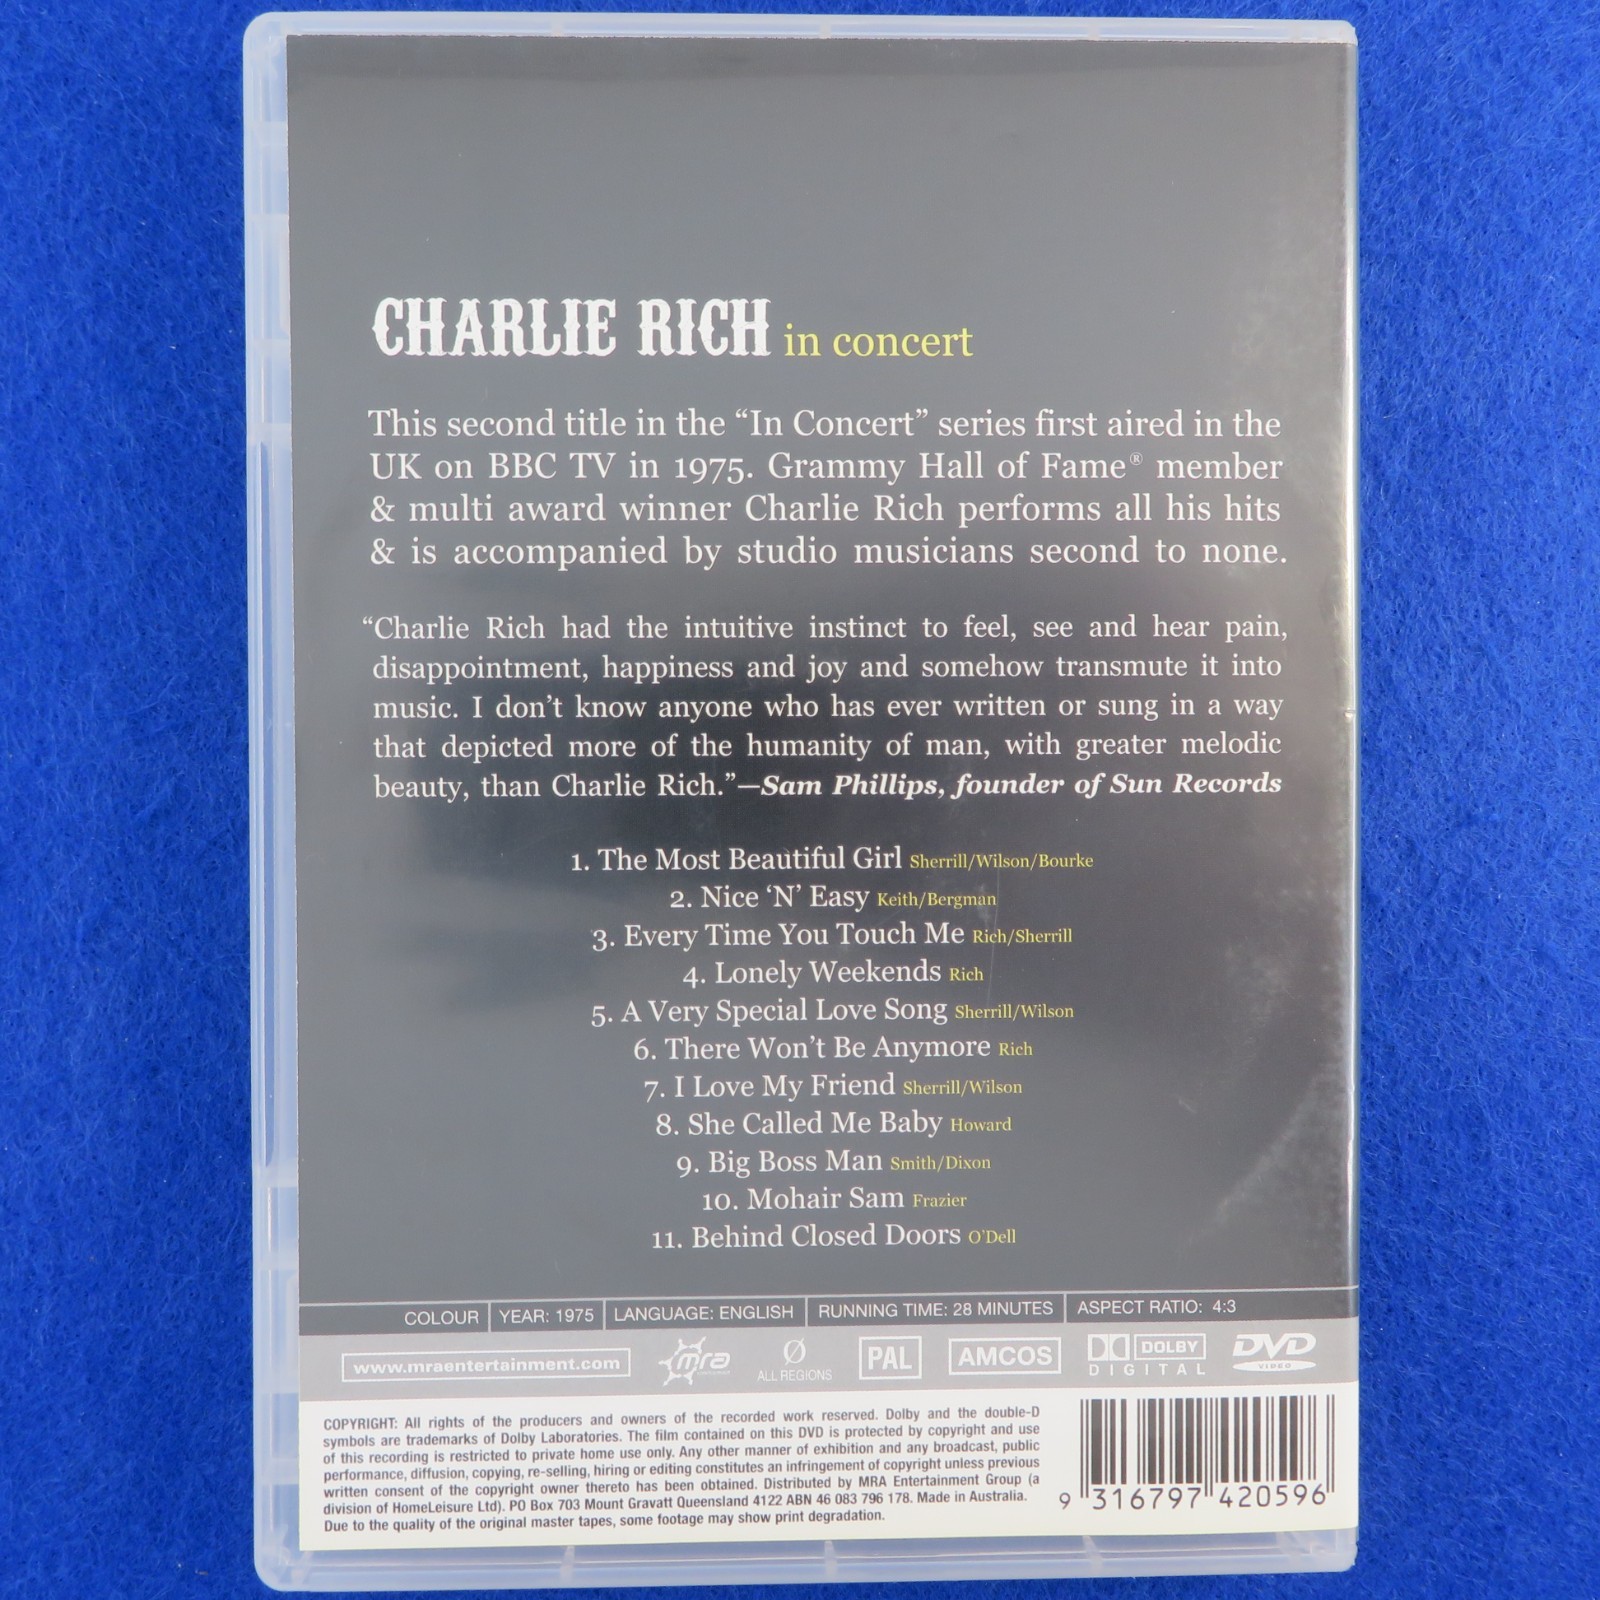 CHARLIE RICH in concert
This second title in the “In Concert” series first aired in the
UK on BBC TV in 1975. Grammy Hall of Fame® member
& multi award winner Charlie Rich performs all his hits
& is accompanied by studio musicians second to none.
“Charlie Rich had the intuitive instinct to feel, see and hear pain,
disappointment, happiness and joy and somehow transmute it into
music. I don’t know anyone who has ever written or sung in a way
that depicted more of the humanity of man, with greater melodic
beauty, than Charlie Rich.”—Sam Phillips, founder of Sun Records
1. The Most Beautiful Girl Sherrill/Wilson/Bourke
2. Nice ‘N’ Easy Keith/Bergman
3. Every Time You Touch Me Rich/Sherrill
4. Lonely Weekends Rich
5. A Very Special Love Song Sherrill/Wilson
6. There Won’t Be Anymore Rich
7. I Love My Friend Sherrill/Wilson
8. She Called Me Baby Howard
9. Big Boss Man Smith/Dixon
10. Mohair Sam Frazier
11. Behind Closed Doors O’Dell
COLOUR YEAR: 1975 LANGUAGE: ENGLISH RUNNING TIME: 28 MINUTES ASPECT RATIO: 4:3
www.mraentertainment.com mra ALL REGIONS PAL AMCOS DOLBY DIGITAL DVD VIDEO
COPYRIGHT: All rights of the producers and owners of the recorded work reserved. Dolby and the double-D
symbols are trademarks of Dolby Laboratories. The film contained on this DVD is protected by copyright and use
of this recording is restricted to private home use only. Any other manner of exhibition and any broadcast, public
performance, diffusion, copying, re-selling, hiring or editing constitutes an infringement of copyright unless previous
written consent of the copyright owner thereto has been obtained. Distributed by MRA Entertainment Group (a
division of HomeLeisure Ltd). PO Box 703 Mount Gravatt Queensland 4122 ABN 46 083 796 178. Made in Australia.
Due to the quality of the original master tapes, some footage may show print degradation.
9 316797 420596